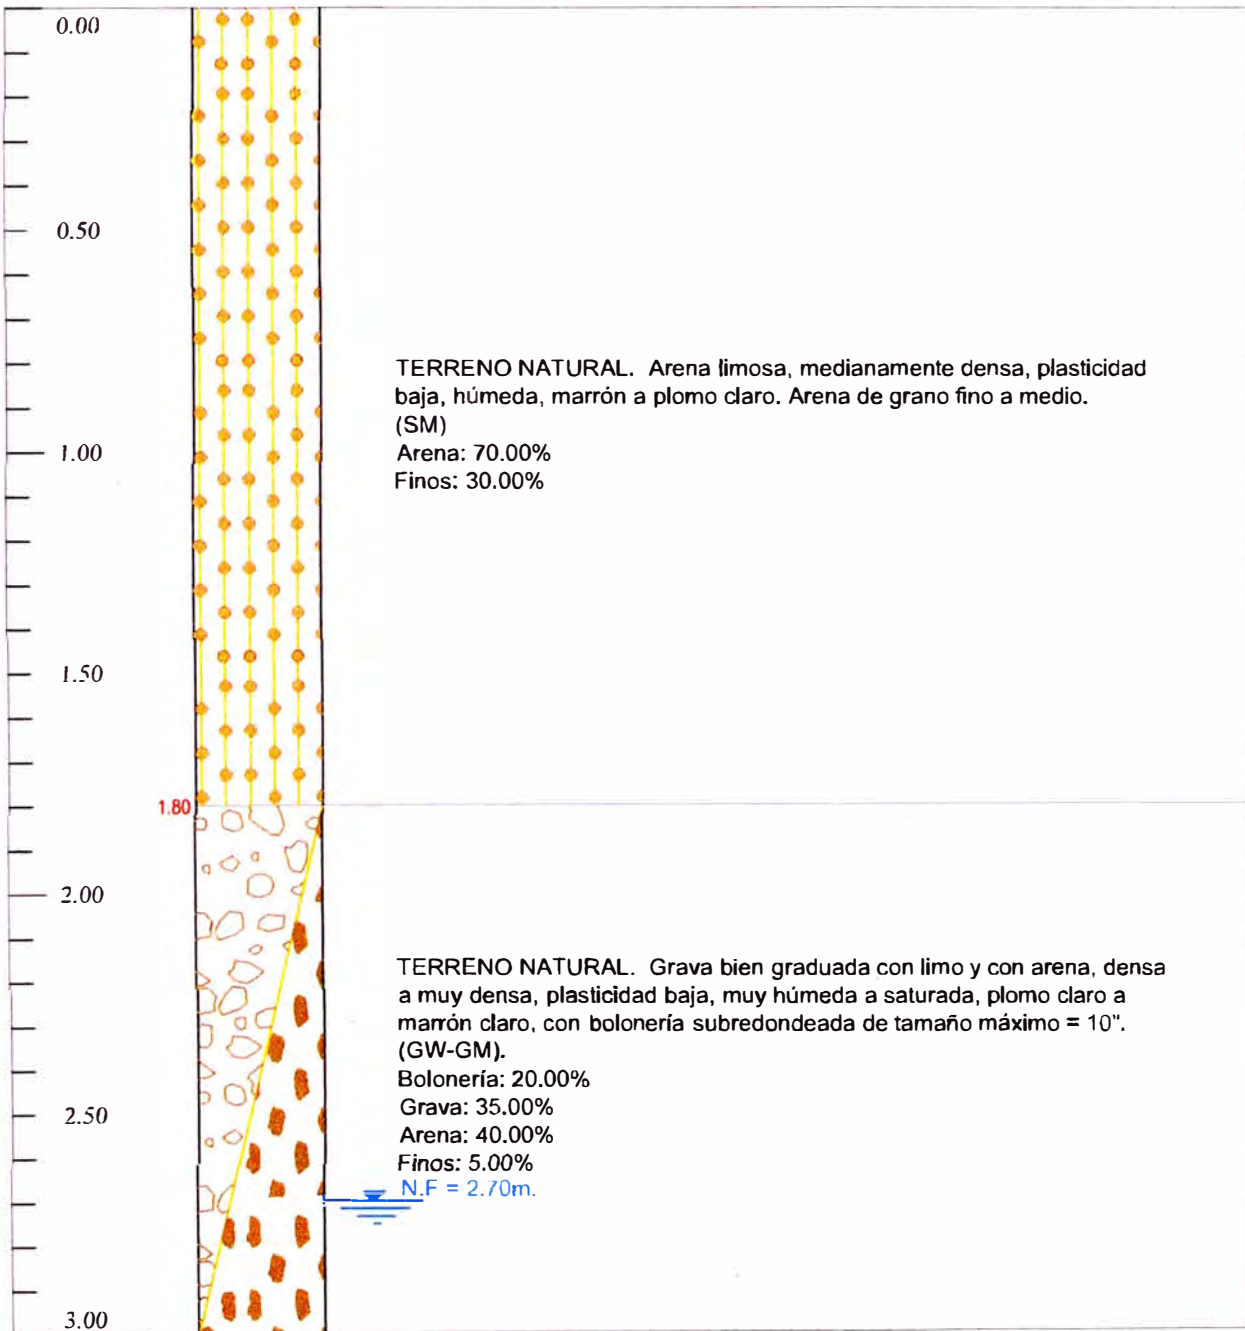 0.00
0.50
TERRENO NATURAL. Arena limosa, medianamente densa, plasticidad
baja, húmeda, marrón a plomo claro. Arena de grano fino a medio.
(SM)
1.00
Arena: 70.00%
Finos: 30.00%
1.50
1.80
2.00
TERRENO NATURAL. Grava bien graduada con limo y con arena, densa
a muy densa, plasticidad baja, muy húmeda a saturada, plomo claro a
marrón claro, con bolonería subredondeada de tamaño máximo = 10".
(GW-GM).
Bolonería: 20.00%
Grava: 35.00%
2.50
Arena: 40.00%
Finos: 5.00%
N.F = 2.70m.
3.00